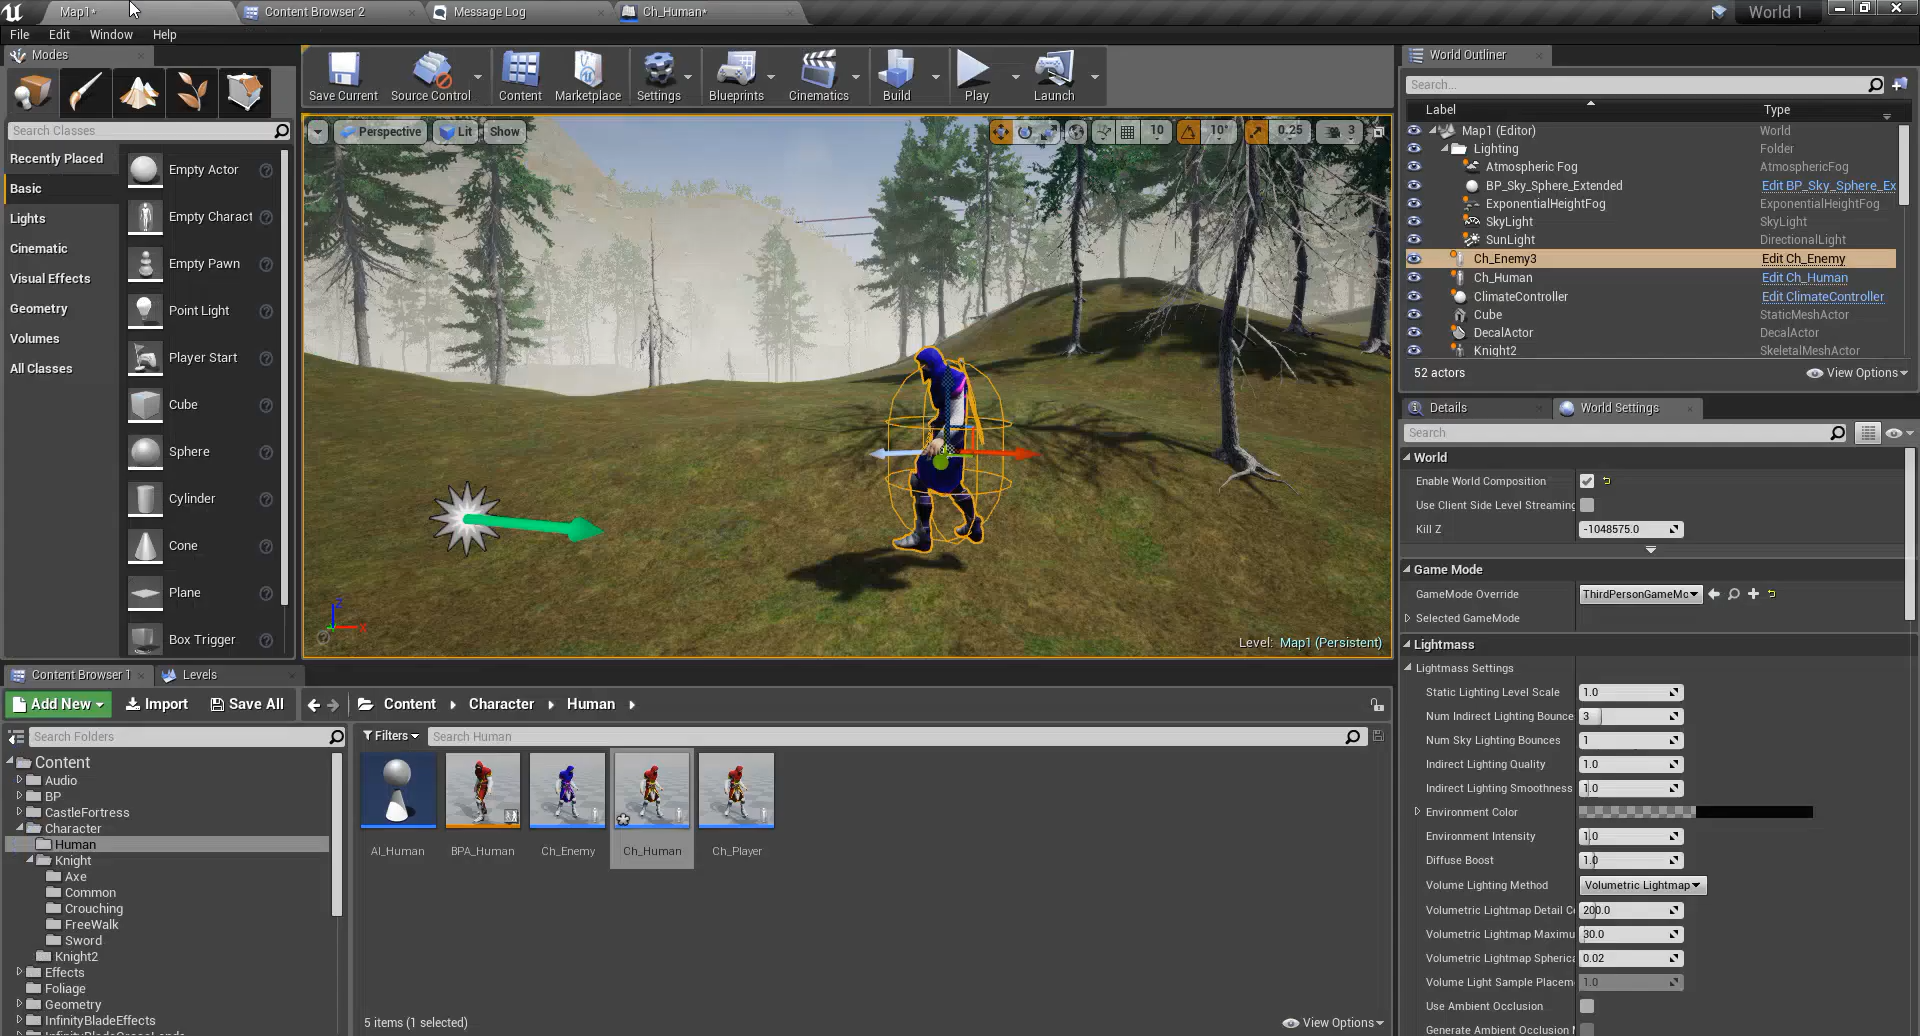 Map1*
Content Browser 2
Message Log
Ch_Human*
World 1
File
Edit
Window
Help
Modes
Search Classes
Recently Placed
Basic
Lights
Cinematic
Visual Effects
Geometry
Volumes
All Classes
Empty Actor
Empty Charact
Empty Pawn
Point Light
Player Start
Cube
Sphere
Cylinder
Cone
Plane
Box Trigger
Save Current
Source Control
Content
Marketplace
Settings
Blueprints
Cinematics
Build
Play
Launch
Perspective
Lit
Show
10
10°
0.25
3
Z
X
Level: Map1 (Persistent)
World Outliner
Search...
Label
Type
Map1 (Editor)
World
Lighting
Folder
Atmospheric Fog
AtmosphericFog
BP_Sky_Sphere_Extended
Edit BP_Sky_Sphere_Ex
ExponentialHeightFog
ExponentialHeightFog
SkyLight
SkyLight
SunLight
DirectionalLight
Ch_Enemy3
Edit Ch_Enemy
Ch_Human
Edit Ch_Human
ClimateController
Edit ClimateController
Cube
StaticMeshActor
DecalActor
DecalActor
Knight2
SkeletalMeshActor
52 actors
View Options
Details
World Settings
Search
World
Enable World Composition
Use Client Side Level Streaming
Kill Z
-1048575.0
Game Mode
GameMode Override
ThirdPersonGameMo
Selected GameMode
Lightmass
Lightmass Settings
Static Lighting Level Scale
1.0
Num Indirect Lighting Bounce
3
Num Sky Lighting Bounces
1
Indirect Lighting Quality
1.0
Indirect Lighting Smoothness
1.0
Environment Color
Environment Intensity
1.0
Diffuse Boost
1.0
Volume Lighting Method
Volumetric Lightmap
Volumetric Lightmap Detail C
200.0
Volumetric Lightmap Maximu
30.0
Volumetric Lightmap Spherica
0.02
Volume Light Sample Placem
1.0
Use Ambient Occlusion
Generate Ambient Occlusion M
Content Browser 1
Levels
Add New
Import
Save All
Content
Character
Human
Search Folders
Content
Audio
BP
CastleFortress
Character
Human
Knight
Axe
Common
Crouching
FreeWalk
Sword
Knight2
Effects
Foliage
Geometry
InfinityBladeEffects
Filters
Search Human
AI_Human
BPA_Human
Ch_Enemy
Ch_Human
Ch_Player
5 items (1 selected)
View Options